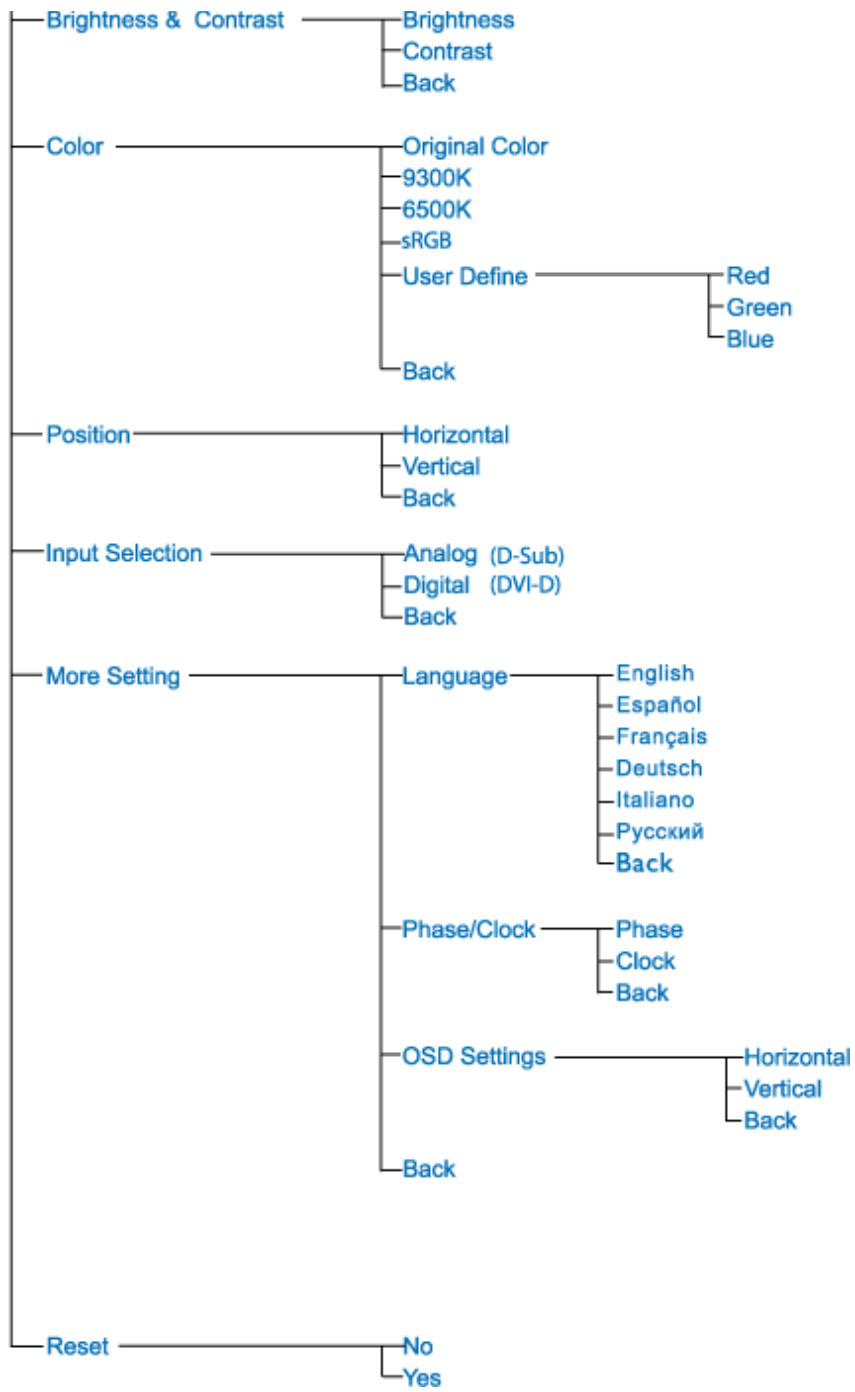 Brightness & Contrast Brightness
Contrast
Back
Color Original Color
9300K
6500K
sRGB
User Define Red
Green
Blue
Back
Position Horizontal
Vertical
Back
Input Selection Analog (D-Sub)
Digital (DVI-D)
Back
More Setting Language English
Español
Français
Deutsch
Italiano
Русский
Back
Phase/Clock Phase
Clock
Back
OSD Settings Horizontal
Vertical
Back
Back
Reset No
Yes